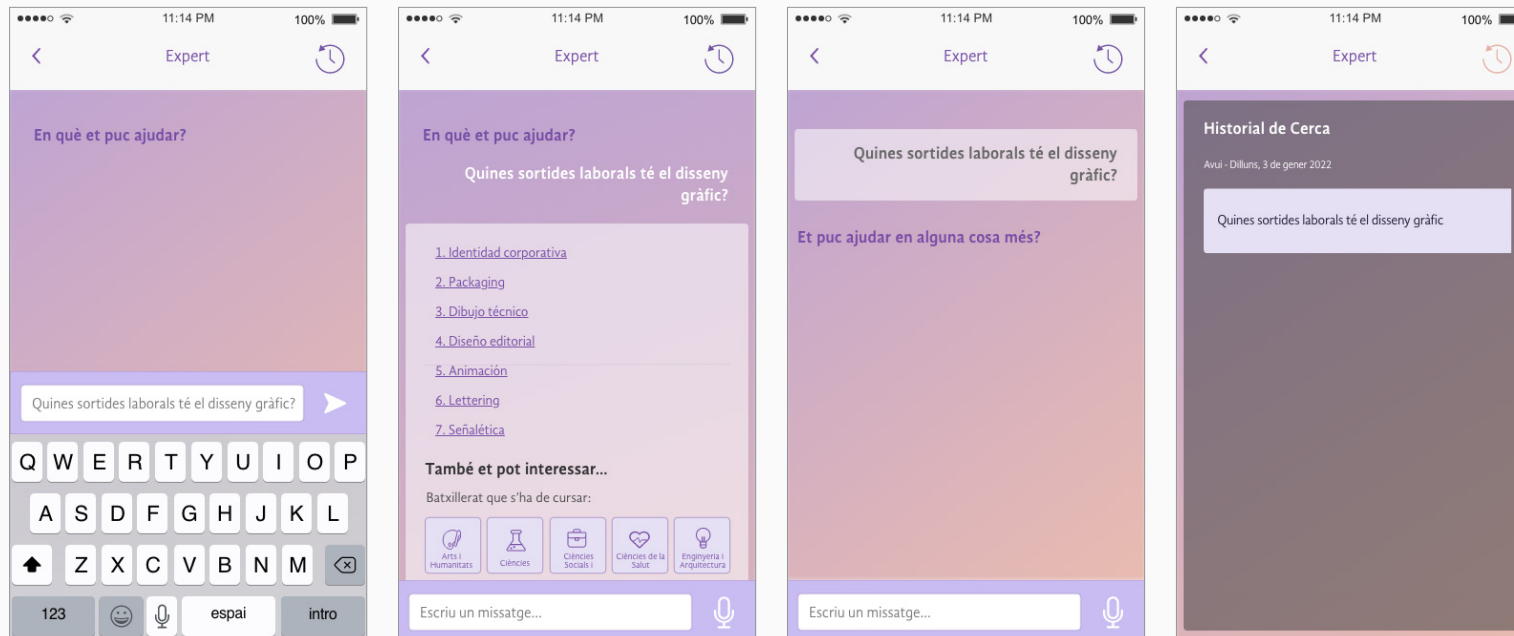 11:14 PM 100%
Expert
En què et puc ajudar?
Quines sortides laborals té el disseny gràfic?
Q W E R T Y U I O P
A S D F G H J K L
Z X C V B N M
123 espai intro
11:14 PM 100%
Expert
En què et puc ajudar?
Quines sortides laborals té el disseny
gràfic?
1. Identidad corporativa
2. Packaging
3. Dibujo técnico
4. Diseño editorial
5. Animación
6. Lettering
7. Señalética
També et pot interessar...
Batxillerat que s'ha de cursar:
Arts i
Humanitats
Ciències
Ciències
Socials i
Ciències de la
Salut
Enginyeria i
Arquitectura
Escriu un missatge...
11:14 PM 100%
Expert
Quines sortides laborals té el disseny
gràfic?
Et puc ajudar en alguna cosa més?
Escriu un missatge...
11:14 PM 100%
Expert
Historial de Cerca
Avui - Dilluns, 3 de gener 2022
Quines sortides laborals té el disseny gràfic